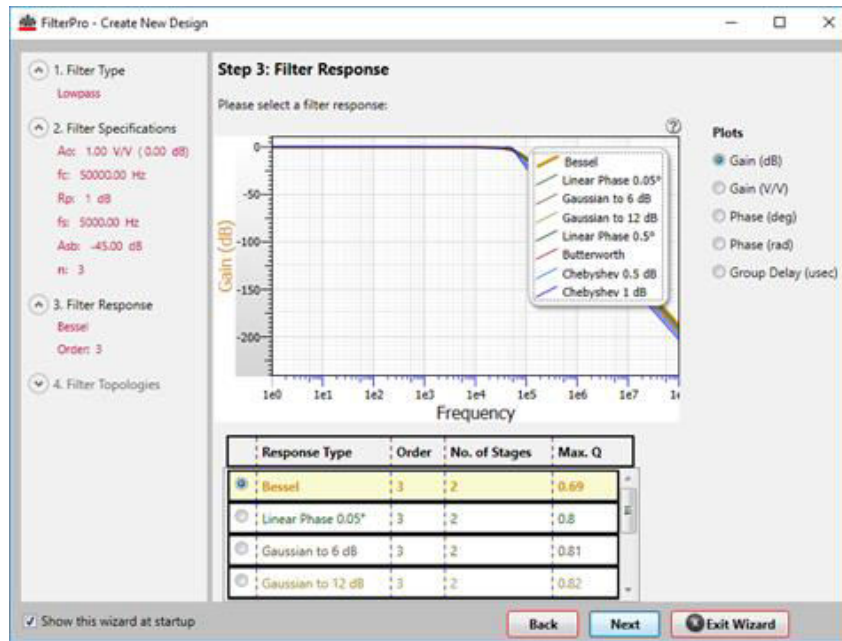 FilterPro - Create New Design
1. Filter Type
Lowpass
2. Filter Specifications
Ao: 1.00 V/V ( 0.00 dB)
fc: 50000.00 Hz
Rp: 1 dB
fs: 5000.00 Hz
Asb: -45.00 dB
n: 3
3. Filter Response
Bessel
Order: 3
4. Filter Topologies
Step 3: Filter Response
Please select a filter response:
?
Gain (dB)
0
-50
-100
-150
-200
Bessel
Linear Phase 0.05°
Gaussian to 6 dB
Gaussian to 12 dB
Linear Phase 0.5°
Butterworth
Chebyshev 0.5 dB
Chebyshev 1 dB
1e0 1e1 1e2 1e3 1e4 1e5 1e6 1e7
Frequency
Plots
Gain (dB)
Gain (V/V)
Phase (deg)
Phase (rad)
Group Delay (usec)
Response Type Order No. of Stages Max. Q
Bessel 3 2 0.69
Linear Phase 0.05° 3 2 0.8
Gaussian to 6 dB 3 2 0.81
Gaussian to 12 dB 3 2 0.82
Show this wizard at startup
Back Next Exit Wizard